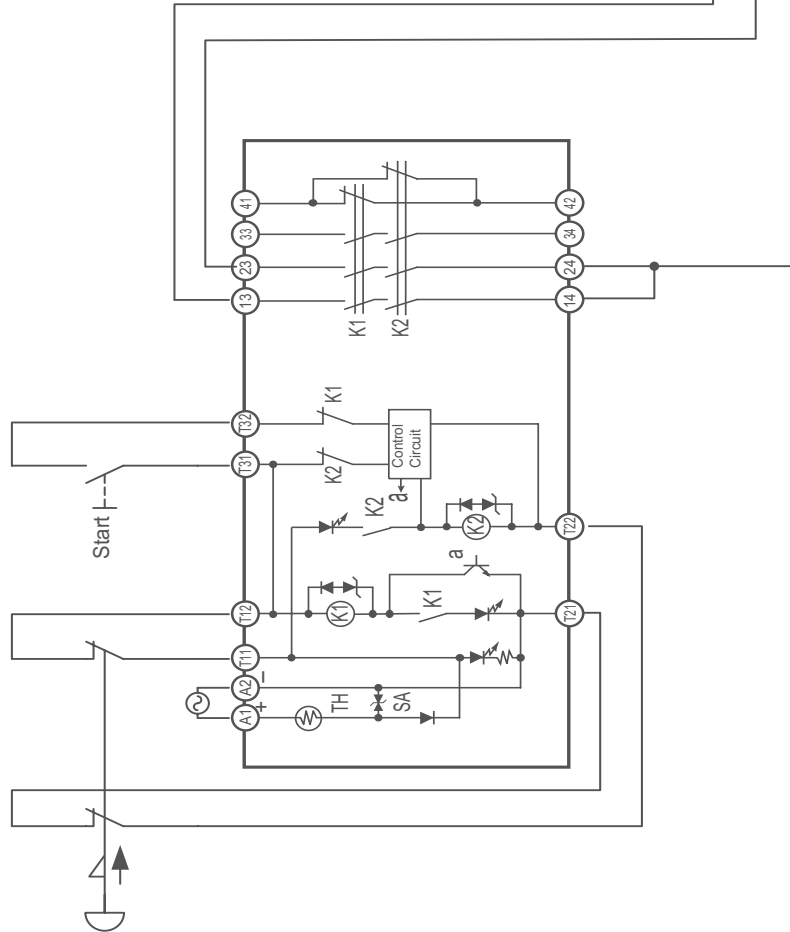 41
42
33
34
23
24
13
14
K1
K2
T32
K1
T31
K2
Control
Circuit
a
K2
K2
T22
Start
a
T12
K1
K1
T21
T11
A2
−
A1
+
TH
SA